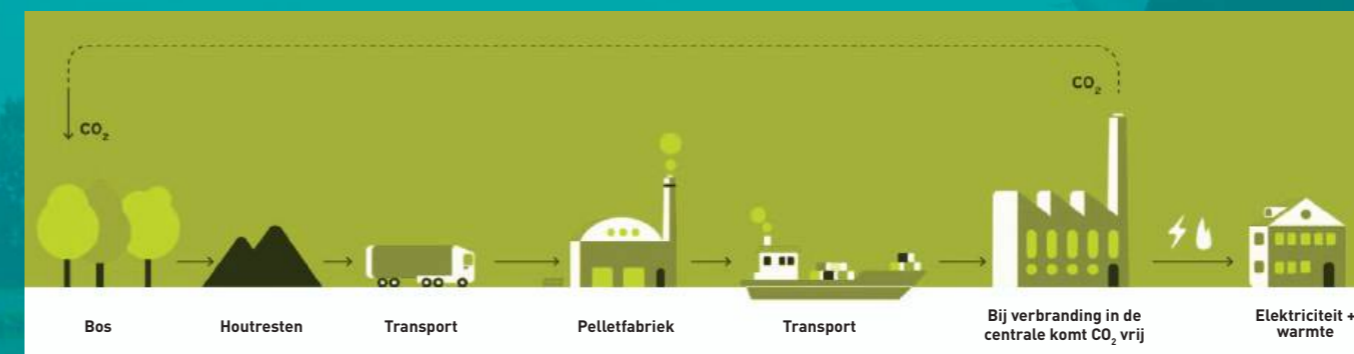 CO₂
CO₂
Bos
Houtresten
Transport
Pelletfabriek
Transport
Bij verbranding in de
centrale komt CO₂ vrij
Elektriciteit +
warmte